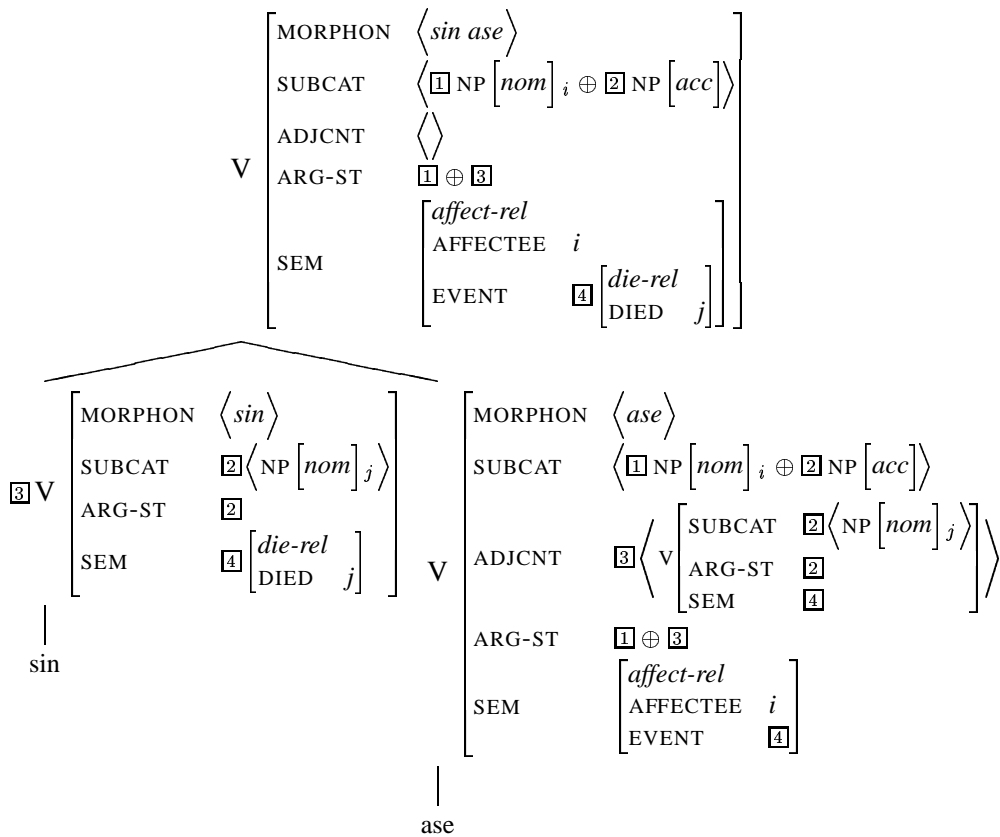 MORPHON ⟨sin ase⟩
SUBCAT ⟨1 NP [nom] i ⊕ 2 NP [acc]⟩
ADJCNT ⟨⟩
V
ARG-ST 1 ⊕ 3
affect-rel
AFFECTEE i
SEM
die-rel
EVENT 4
DIED j
MORPHON ⟨sin⟩
SUBCAT 2 ⟨NP [nom] j⟩
3 V
ARG-ST 2
SEM 4
die-rel
DIED j
sin
MORPHON ⟨ase⟩
SUBCAT ⟨1 NP [nom] i ⊕ 2 NP [acc]⟩
V
ADJCNT 3 ⟨V
SUBCAT 2 ⟨NP [nom] j⟩
ARG-ST 2
SEM 4
⟩
ARG-ST 1 ⊕ 3
affect-rel
SEM
AFFECTEE i
EVENT 4
ase